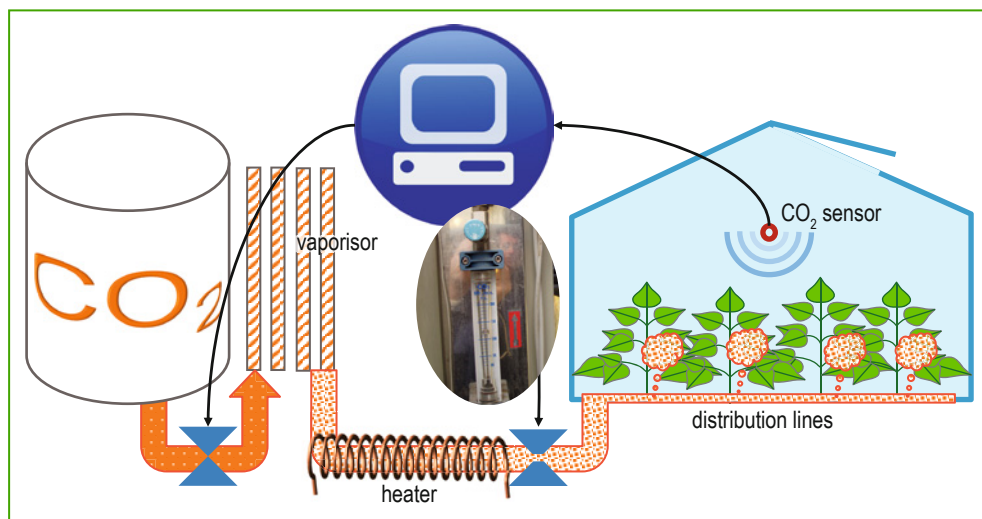 CO2
vaporisor
CO2 sensor
distribution lines
heater